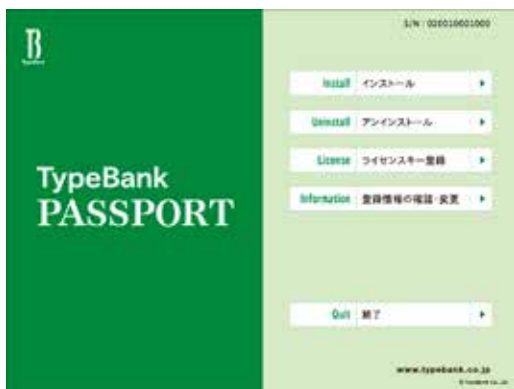 S/N : 020010001000
TypeBank
Install インストール
Uninstall アンインストール
License ライセンスキー登録
Information 登録情報の確認・変更
TypeBank
PASSPORT
Quit 終了
www.typebank.co.jp